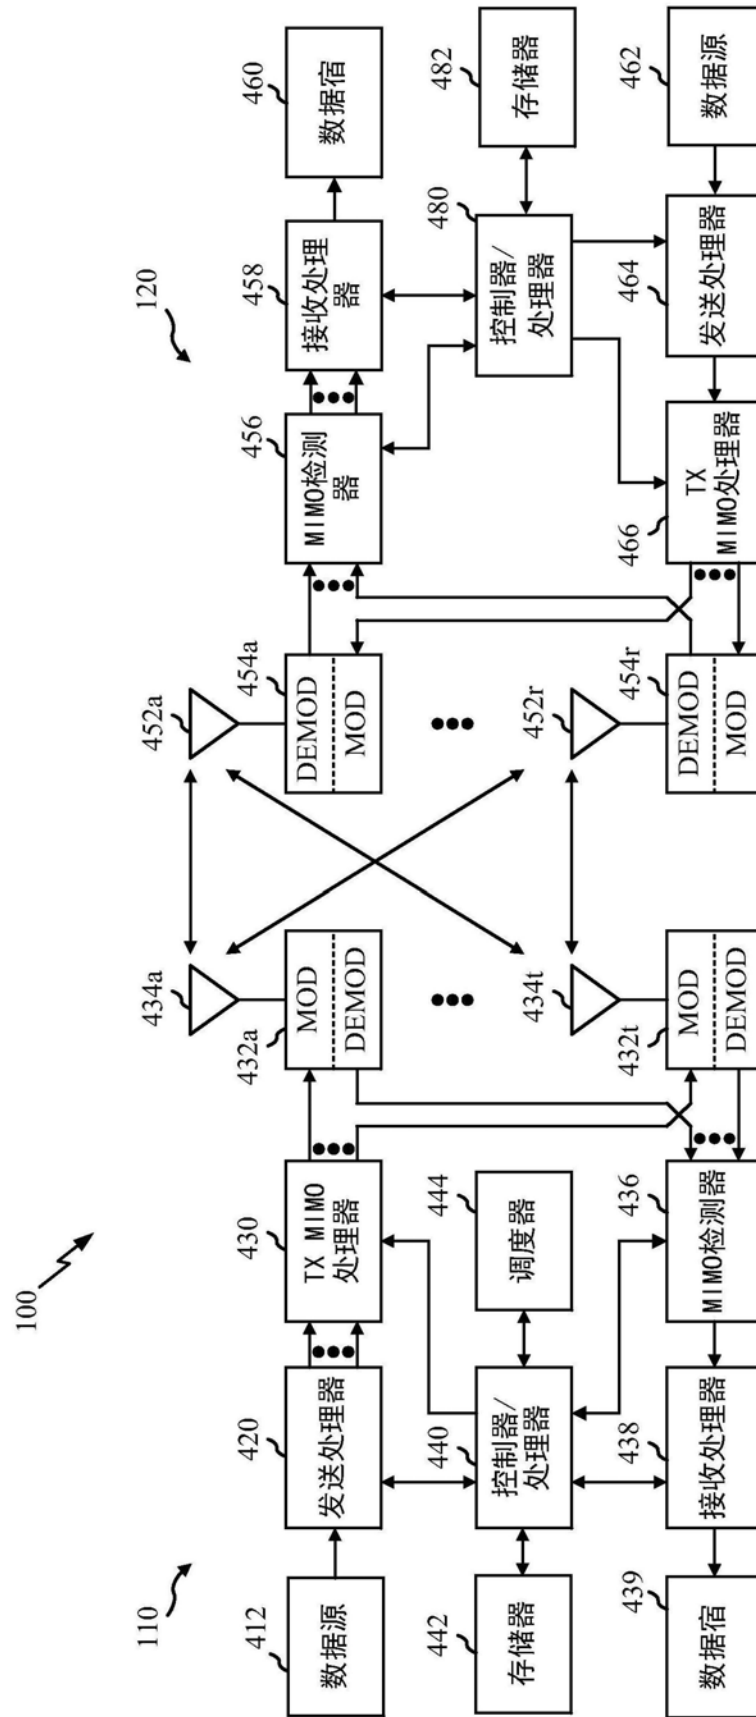 100
110
120
412
数据源
420
发送处理器
430
TX MIMO
处理器
432a
MOD
DEMOD
434a
452a
454a
DEMOD
MOD
456
MIMO检测
器
458
接收处理
器
460
数据宿
442
存储器
440
控制器/
处理器
444
调度器
480
控制器/
处理器
482
存储器
439
数据宿
438
接收处理器
436
MIMO检测器
432t
MOD
DEMOD
434t
452r
454r
DEMOD
MOD
466
TX
MIMO处理器
464
发送处理器
462
数据源